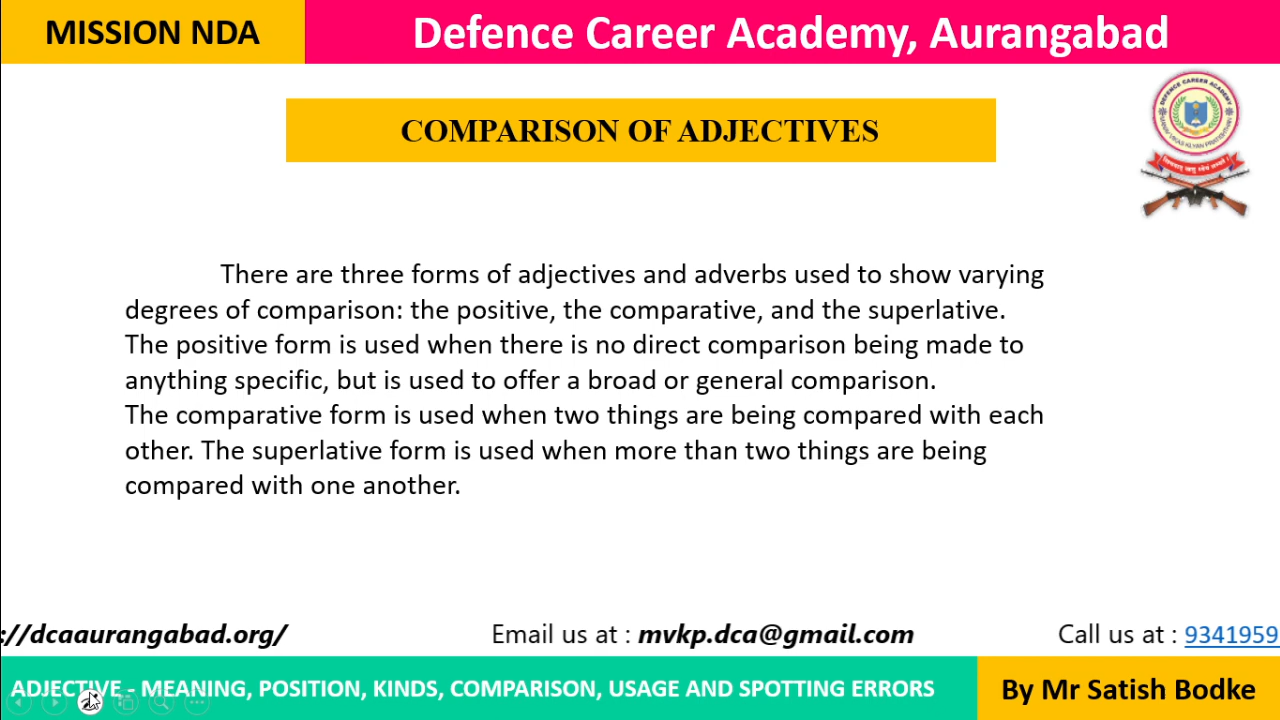 MISSION NDA
Defence Career Academy, Aurangabad
COMPARISON OF ADJECTIVES
DEFENCE CAREER ACADEMY
There are three forms of adjectives and adverbs used to show varying
degrees of comparison: the positive, the comparative, and the superlative.
The positive form is used when there is no direct comparison being made to
anything specific, but is used to offer a broad or general comparison.
The comparative form is used when two things are being compared with each
other. The superlative form is used when more than two things are being
compared with one another.
://dcaaurangabad.org/
Email us at : mvkp.dca@gmail.com
Call us at : 9341959
ADJECTIVE - MEANING, POSITION, KINDS, COMPARISON, USAGE AND SPOTTING ERRORS
By Mr Satish Bodke